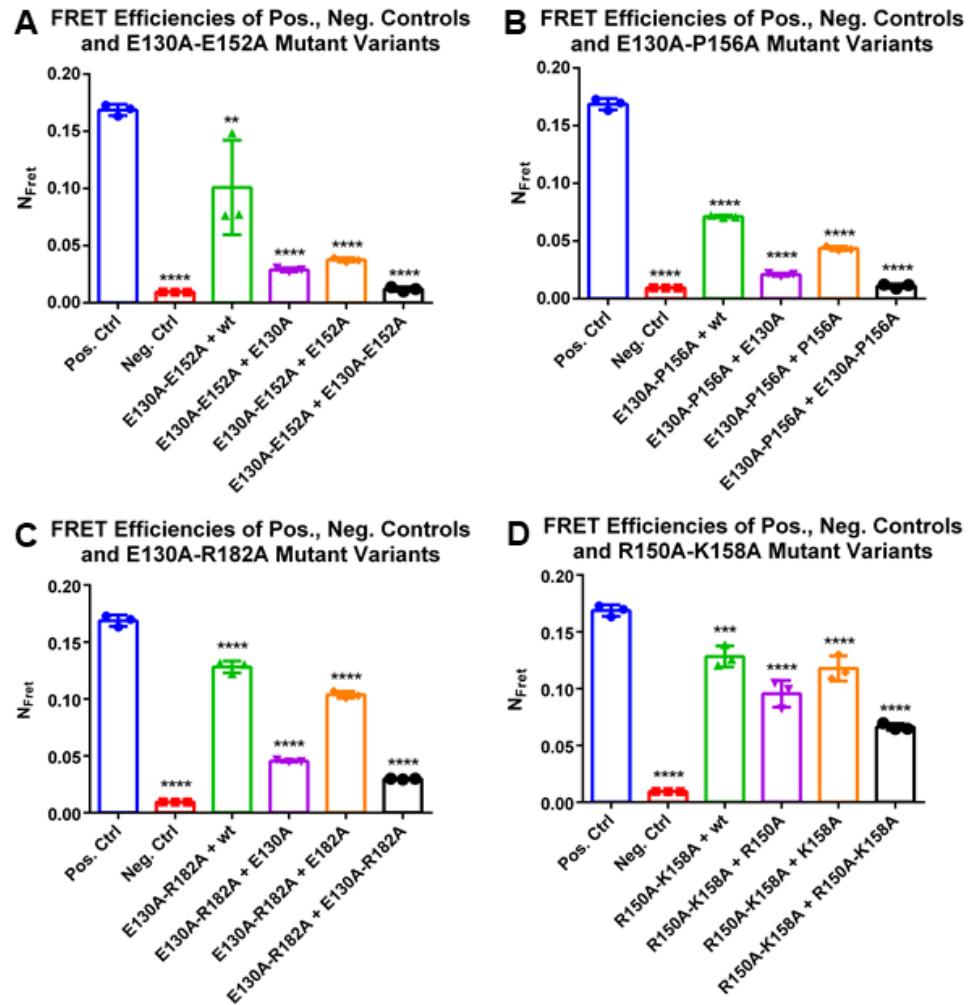 A FRET Efficiencies of Pos., Neg. Controls
and E130A-E152A Mutant Variants
0.20
0.15
0.10
0.05
0.00
NFret
****
**
****
****
****
Pos. Ctrl
Neg. Ctrl
E130A-E152A + wt
E130A-E152A + E130A
E130A-E152A + E152A
E130A-E152A + E130A-E152A
B FRET Efficiencies of Pos., Neg. Controls
and E130A-P156A Mutant Variants
0.20
0.15
0.10
0.05
0.00
NFret
****
****
****
****
****
Pos. Ctrl
Neg. Ctrl
E130A-P156A + wt
E130A-P156A + E130A
E130A-P156A + P156A
E130A-P156A + E130A-P156A
C FRET Efficiencies of Pos., Neg. Controls
and E130A-R182A Mutant Variants
0.20
0.15
0.10
0.05
0.00
NFret
****
****
****
****
****
Pos. Ctrl
Neg. Ctrl
E130A-R182A + wt
E130A-R182A + E130A
E130A-R182A + E182A
E130A-R182A + E130A-R182A
D FRET Efficiencies of Pos., Neg. Controls
and R150A-K158A Mutant Variants
0.20
0.15
0.10
0.05
0.00
NFret
****
***
****
****
****
Pos. Ctrl
Neg. Ctrl
R150A-K158A + wt
R150A-K158A + R150A
R150A-K158A + K158A
R150A-K158A + R150A-K158A